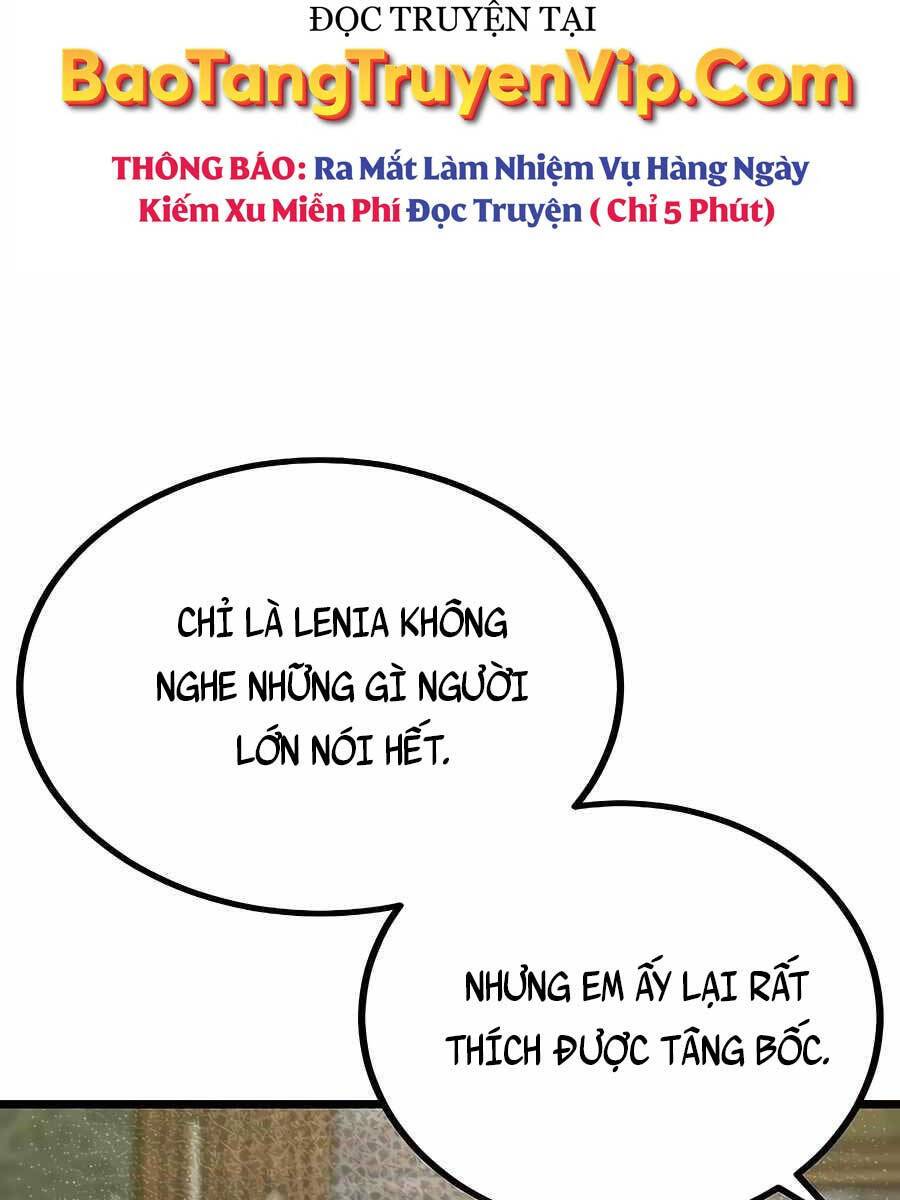 ĐỌC TRUYỆN TẠI
BaoTangTruyenVip.Com
THÔNG BÁO: Ra Mắt Làm Nhiệm Vụ Hàng Ngày
Kiếm Xu Miễn Phí Đọc Truyện ( Chỉ 5 Phút)
CHỈ LÀ LENIA KHÔNG
NGHE NHỮNG GÌ NGƯỜI
LỚN NÓI HẾT.
NHƯNG EM ẤY LẠI RẤT
THÍCH ĐƯỢC TÂNG BỐC.